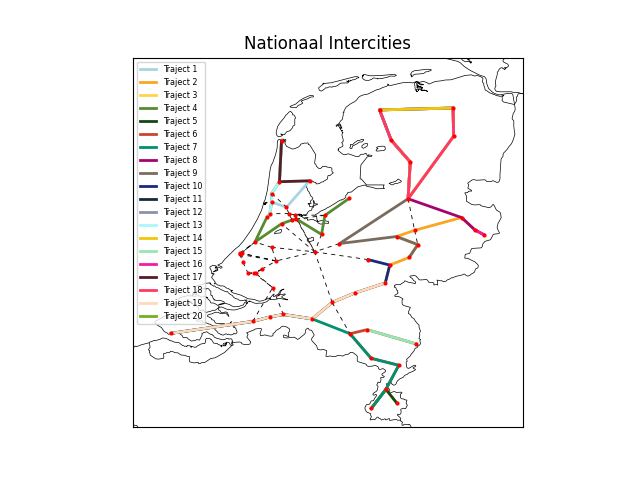 Nationaal Intercities
Traject 1
Traject 2
Traject 3
Traject 4
Traject 5
Traject 6
Traject 7
Traject 8
Traject 9
Traject 10
Traject 11
Traject 12
Traject 13
Traject 14
Traject 15
Traject 16
Traject 17
Traject 18
Traject 19
Traject 20